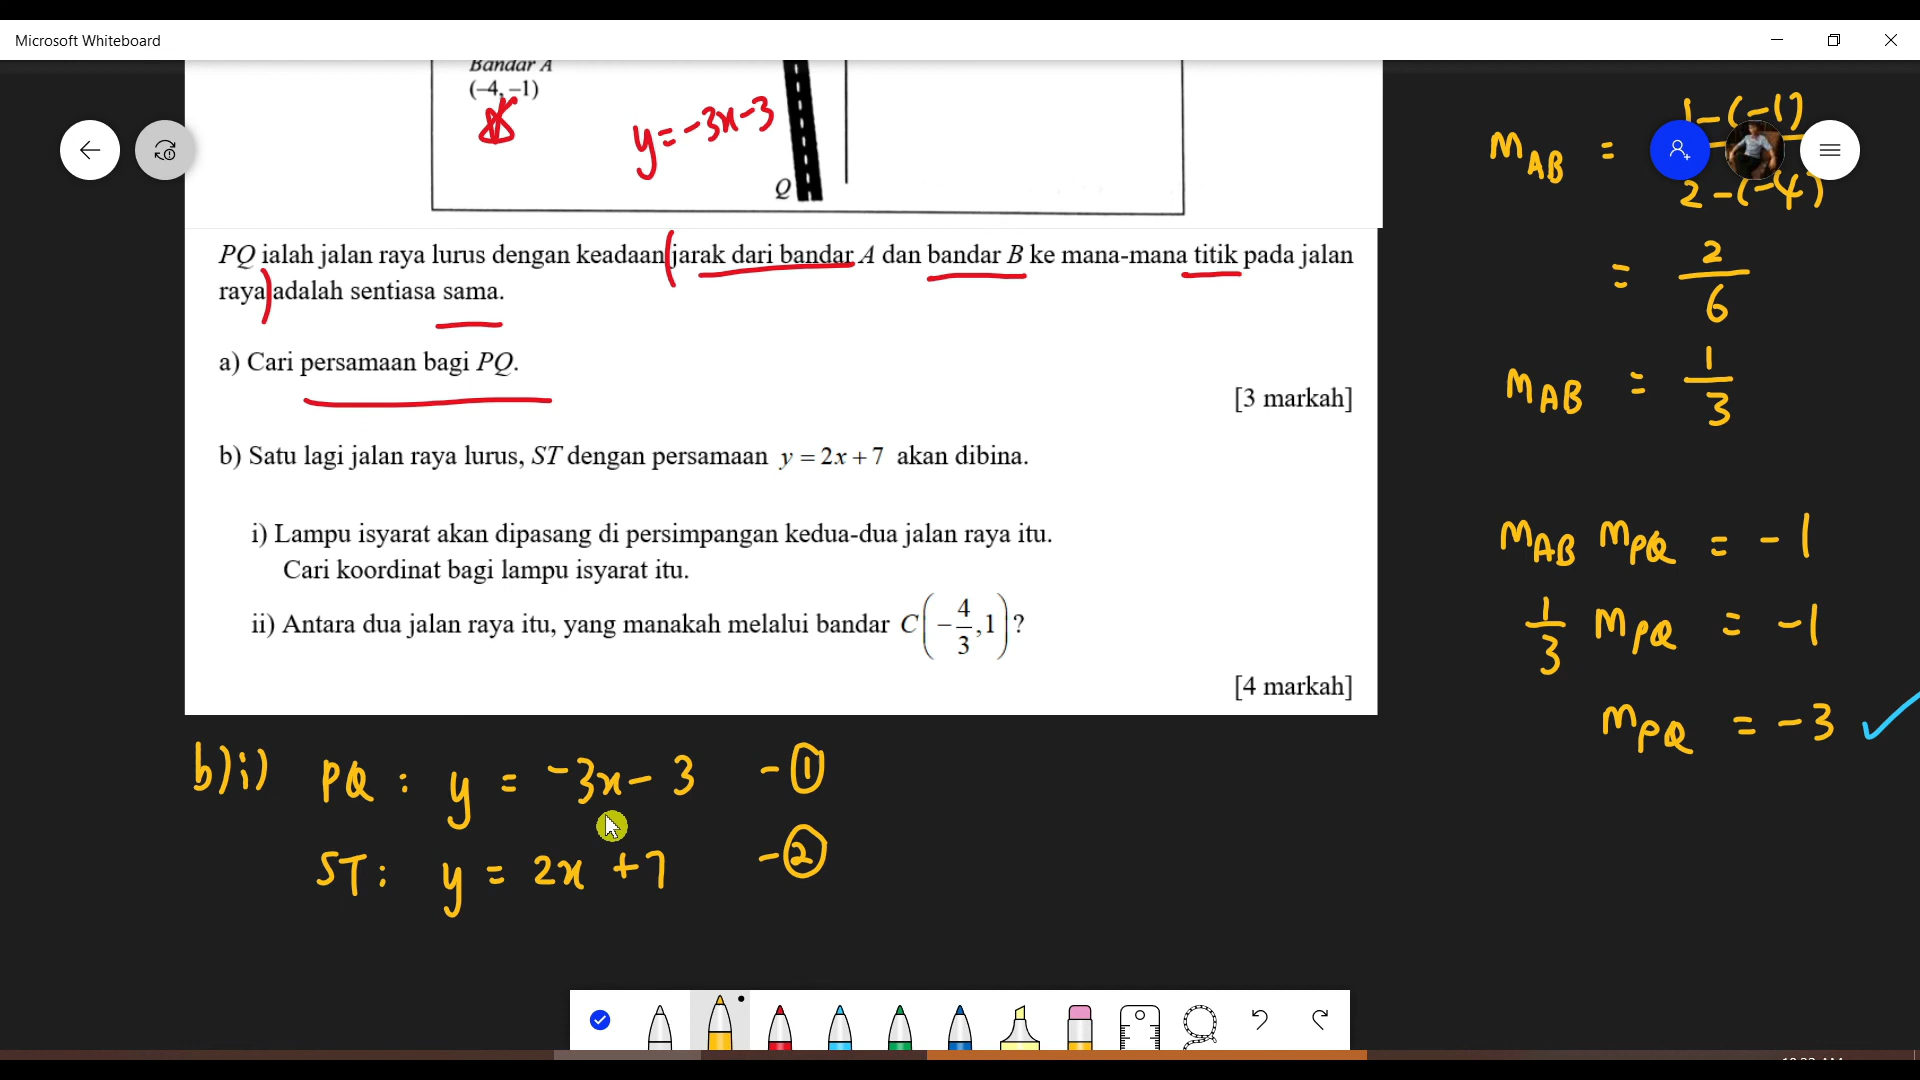 Microsoft Whiteboard
Bandar A
(–4, –1)
y = -3x-3
Q
PQ ialah jalan raya lurus dengan keadaan (jarak dari bandar A dan bandar B ke mana-mana titik pada jalan
raya) adalah sentiasa sama.
a) Cari persamaan bagi PQ.
[3 markah]
b) Satu lagi jalan raya lurus, ST dengan persamaan y = 2x + 7 akan dibina.
i) Lampu isyarat akan dipasang di persimpangan kedua-dua jalan raya itu.
Cari koordinat bagi lampu isyarat itu.
ii) Antara dua jalan raya itu, yang manakah melalui bandar C(–4/3, 1)?
[4 markah]
m_AB = 1-(-1) / 2-(-4)
= 2/6
m_AB = 1/3
m_AB m_PQ = -1
1/3 m_PQ = -1
m_PQ = -3 ✓
b)i) PQ : y = -3x - 3 - ①
ST : y = 2x + 7 - ②